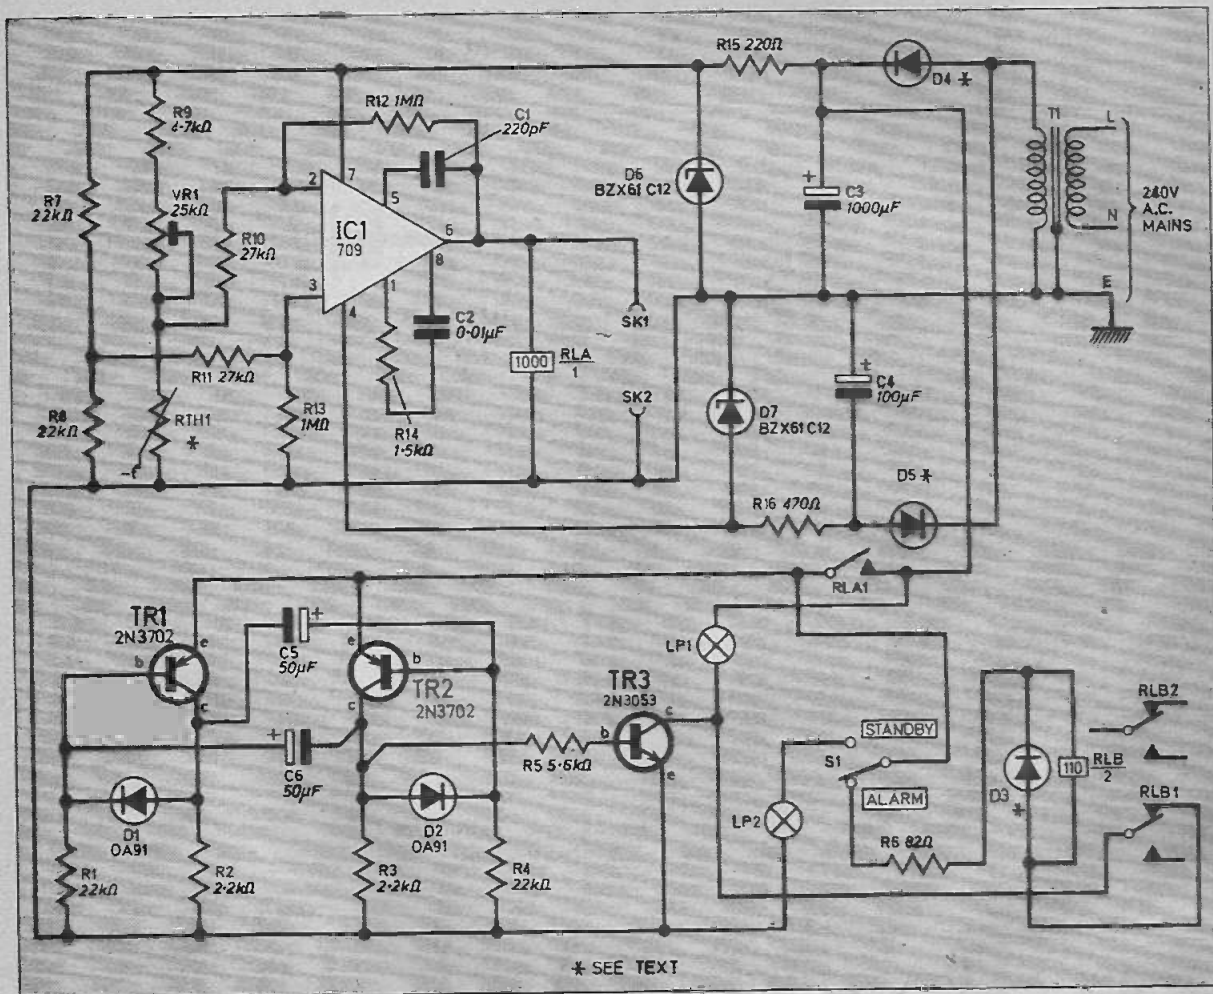 R15 220Ω
D4 *
R9
4·7kΩ
R12 1MΩ
C1
220pF
T1
L
240V
A.C.
MAINS
N
E
R7
22kΩ
VR1
25kΩ
R10
27kΩ
2
7
5
IC1
709
6
8
3
4
1
D6
BZX61 C12
+
C3
1000µF
C2
0·01µF
SK1
1000
RLA
1
R11 27kΩ
R8
22kΩ
RTH1
*
-t
R13
1MΩ
R14
1·5kΩ
SK2
D7
BZX61 C12
+
C4
100µF
D5 *
R16 470Ω
RLA1
TR1
2N3702
e
b
c
C5
50µF
+
e
b
c
TR2
2N3702
LP1
TR3
2N3053
c
b
e
+
C6
50µF
R5 5·6kΩ
STANDBY
S1
ALARM
LP2
R6 82Ω
D3
*
110
RLB
2
RLB2
RLB1
D1
OA91
D2
OA91
R1
22kΩ
R2
2·2kΩ
R3
2·2kΩ
R4
22kΩ
* SEE TEXT